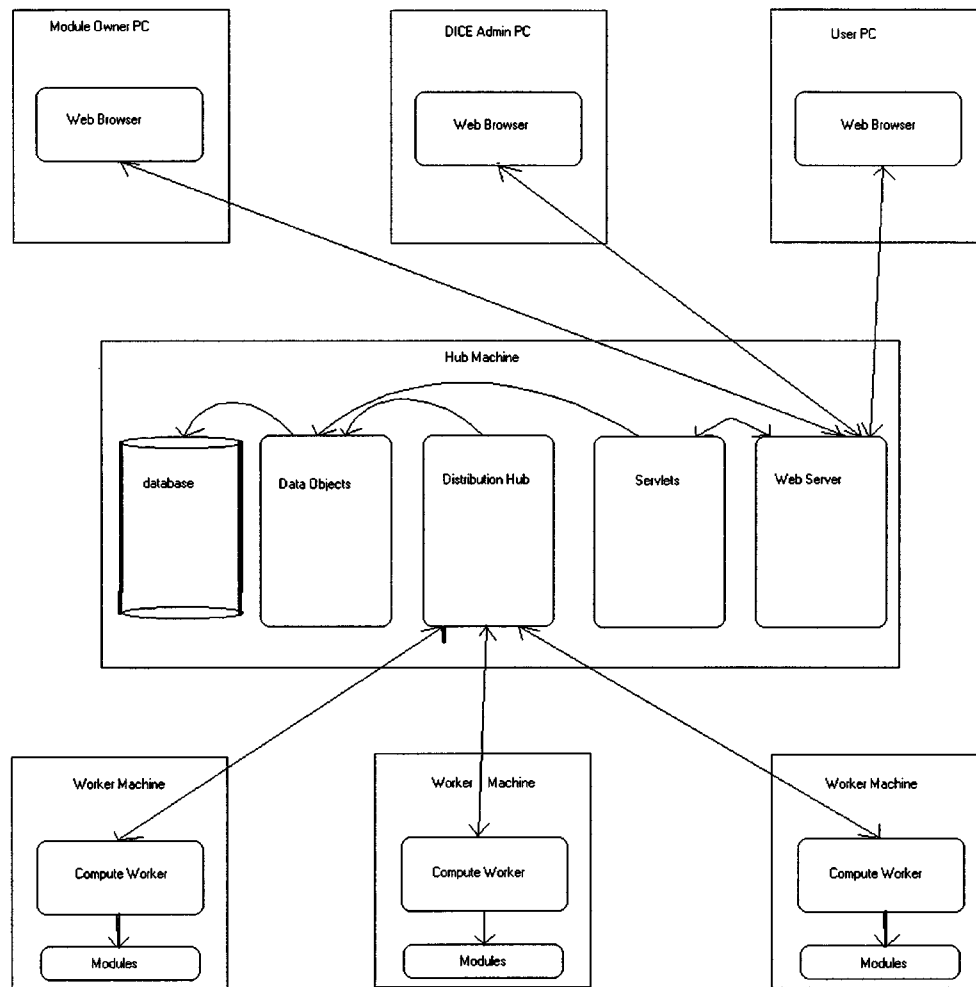 Module Owner PC
DICE Admin PC
User PC
Web Browser
Web Browser
Web Browser
Hub Machine
database
Data Objects
Distribution Hub
Servlets
Web Server
Worker Machine
Worker Machine
Worker Machine
Compute Worker
Compute Worker
Compute Worker
Modules
Modules
Modules